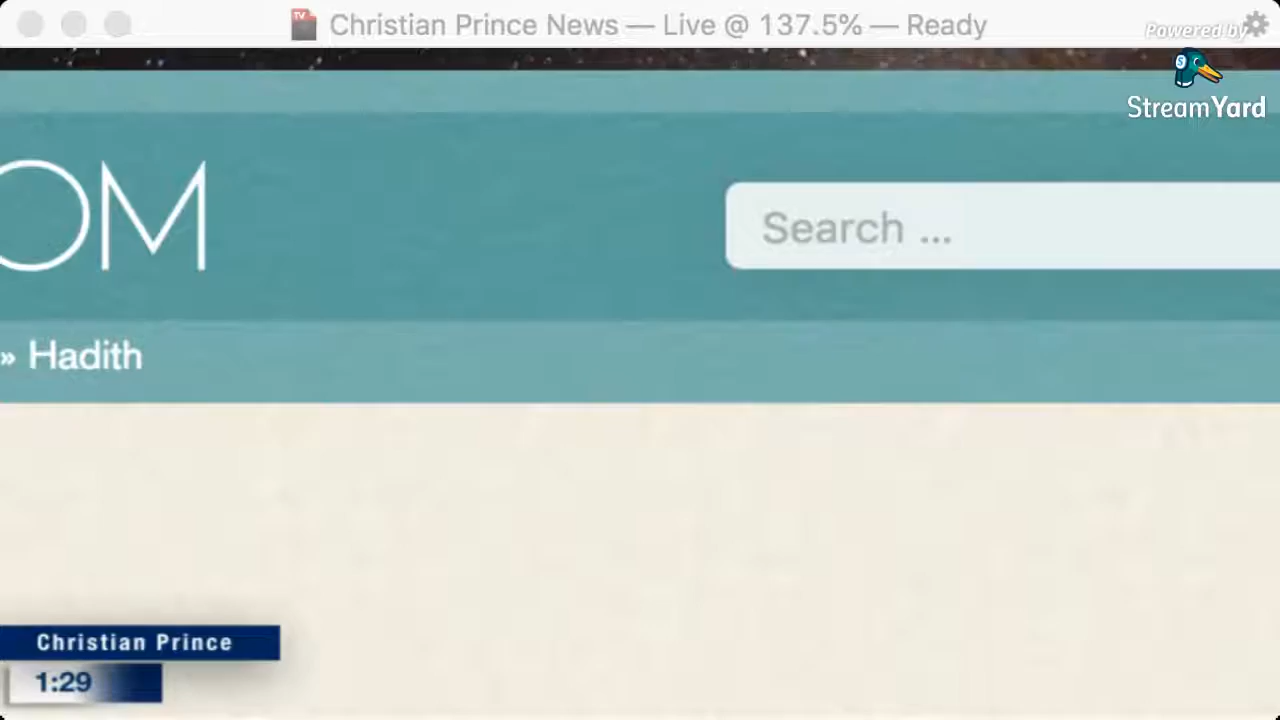 Christian Prince News — Live @ 137.5% — Ready
Powered by
StreamYard
OM
Search ...
» Hadith
Christian Prince
1:29